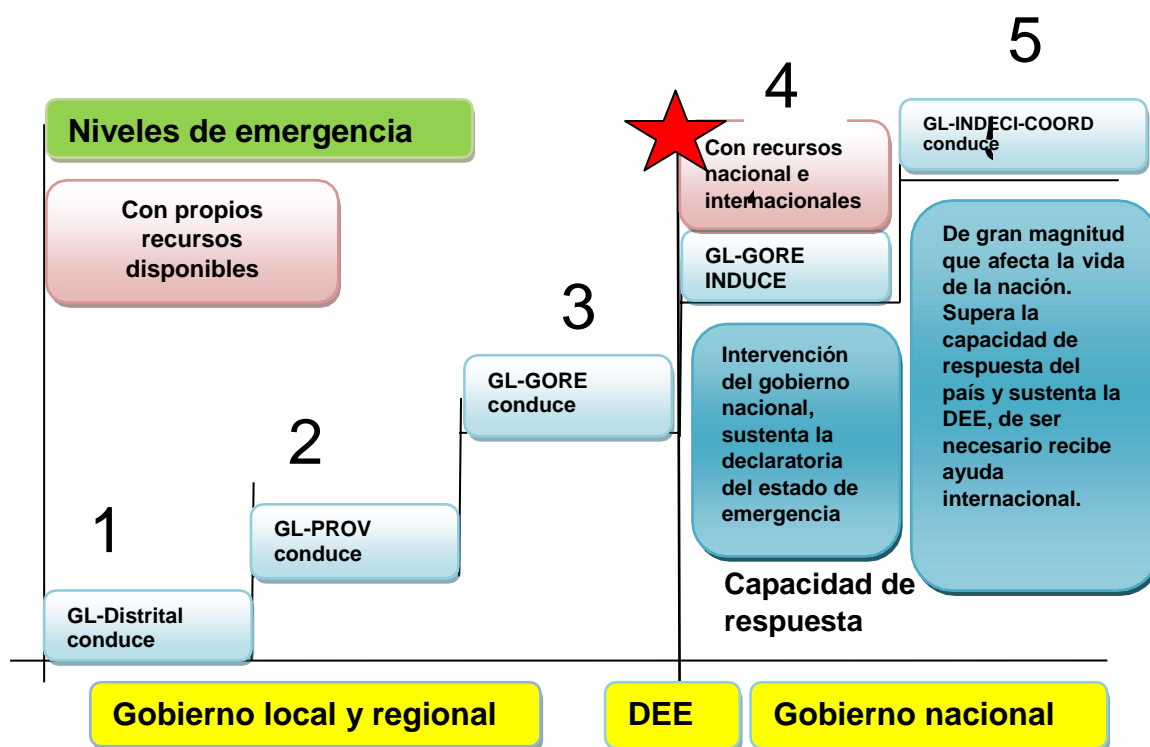 Niveles de emergencia
Con propios
recursos
disponibles
1
GL-Distrital
conduce
2
GL-PROV
conduce
3
GL-GORE
conduce
4
Con recursos
nacional e
internacionales
GL-GORE
INDUCE
Intervención
del gobierno
nacional,
sustenta la
declaratoria
del estado de
emergencia
5
GL-INDECI-COORD
conduce
De gran magnitud
que afecta la vida
de la nación.
Supera la
capacidad de
respuesta del
país y sustenta la
DEE, de ser
necesario recibe
ayuda
internacional.
Capacidad de
respuesta
Gobierno local y regional
DEE
Gobierno nacional